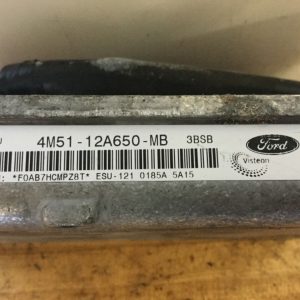 4M51-12A650-MB 3BSB
Ford
Visteon
*F0AB7HCMPZ8T* ESU-121 0185A 5A15